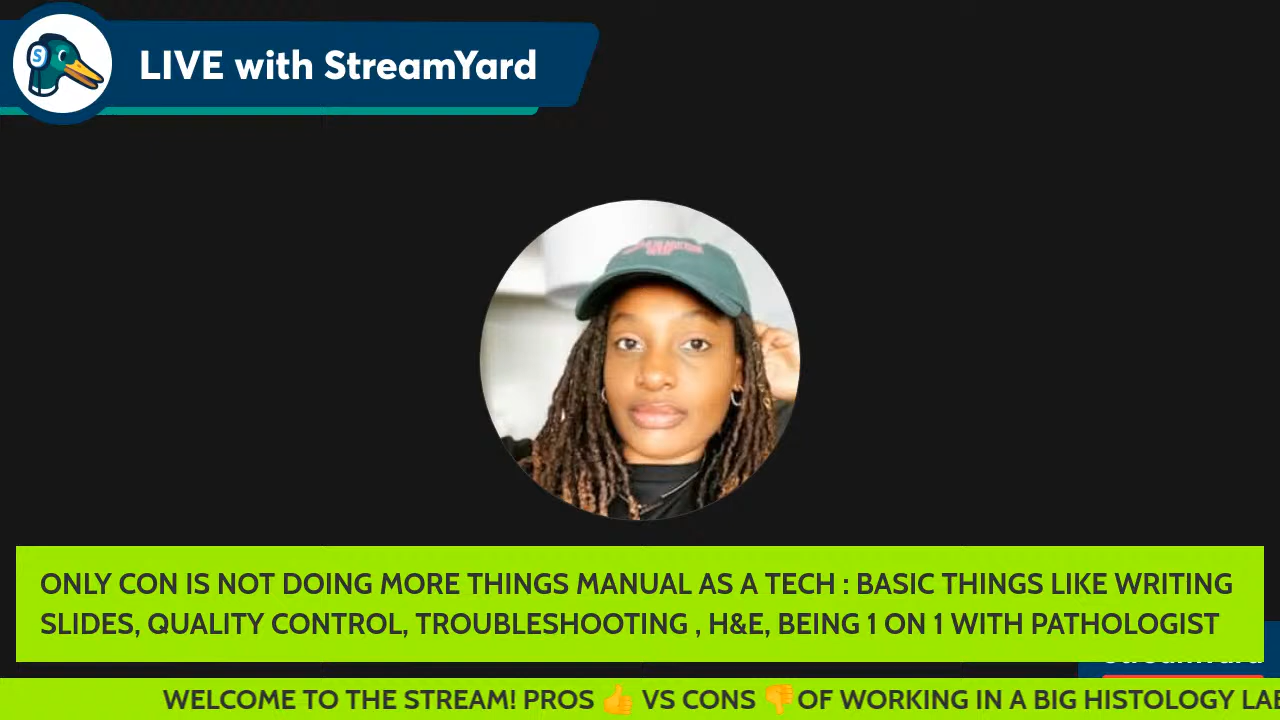 S
LIVE with StreamYard
ONLY CON IS NOT DOING MORE THINGS MANUAL AS A TECH : BASIC THINGS LIKE WRITING
SLIDES, QUALITY CONTROL, TROUBLESHOOTING , H&E, BEING 1 ON 1 WITH PATHOLOGIST
WELCOME TO THE STREAM! PROS 👍 VS CONS 👎OF WORKING IN A BIG HISTOLOGY